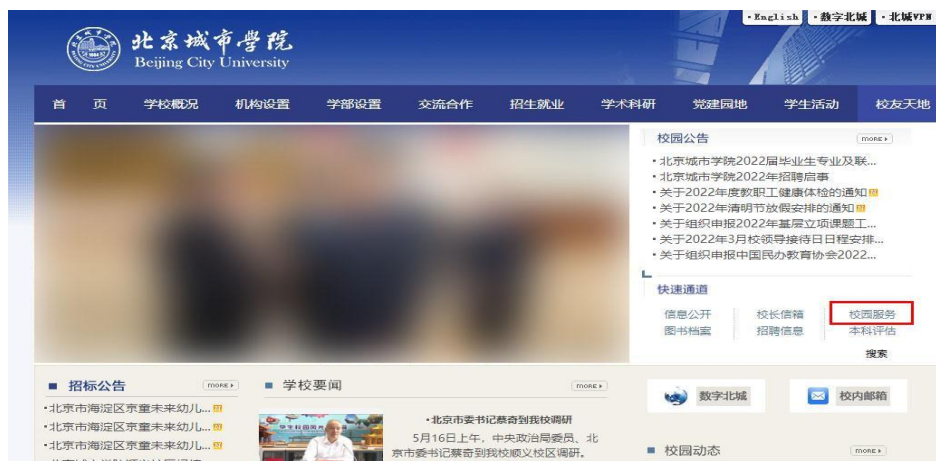 ·English ·数字北城 ·北城VPN
北京城市学院
Beijing City University
首 页 学校概况 机构设置 学部设置 交流合作 招生就业 学术科研 党建园地 学生活动 校友天地
校园公告 MORE
·北京城市学院2022届毕业生专业及联...
·北京城市学院2022年招聘启事
·关于2022年度教职工健康体检的通知
·关于2022年清明节放假安排的通知
·关于组织申报2022年基层立项课题工...
·关于2022年3月校领导接待日日程安排...
·关于组织申报中国民办教育协会2022...
快速通道
信息公开 校长信箱 校园服务
图书档案 招聘信息 本科评估
搜索
招标公告 MORE
·北京市海淀区京童未来幼儿...
·北京市海淀区京童未来幼儿...
·北京市海淀区京童未来幼儿...
学校要闻 MORE
·北京市委书记蔡奇到我校调研
5月16日上午，中央政治局委员、北
京市委书记蔡奇到我校顺义校区调研。
数字北城 校内邮箱
校园动态 MORE